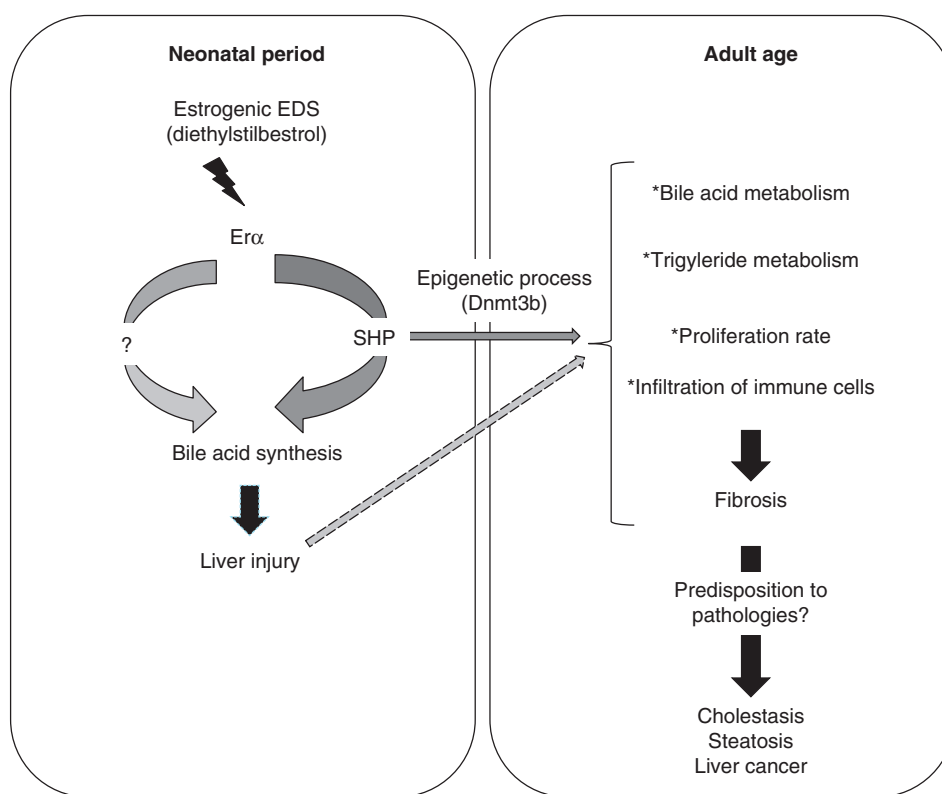 Neonatal period
Estrogenic EDS
(diethylstilbestrol)
Erα
?
SHP
Bile acid synthesis
Liver injury
Epigenetic process
(Dnmt3b)
Adult age
*Bile acid metabolism
*Trigyleride metabolism
*Proliferation rate
*Infiltration of immune cells
Fibrosis
Predisposition to
pathologies?
Cholestasis
Steatosis
Liver cancer